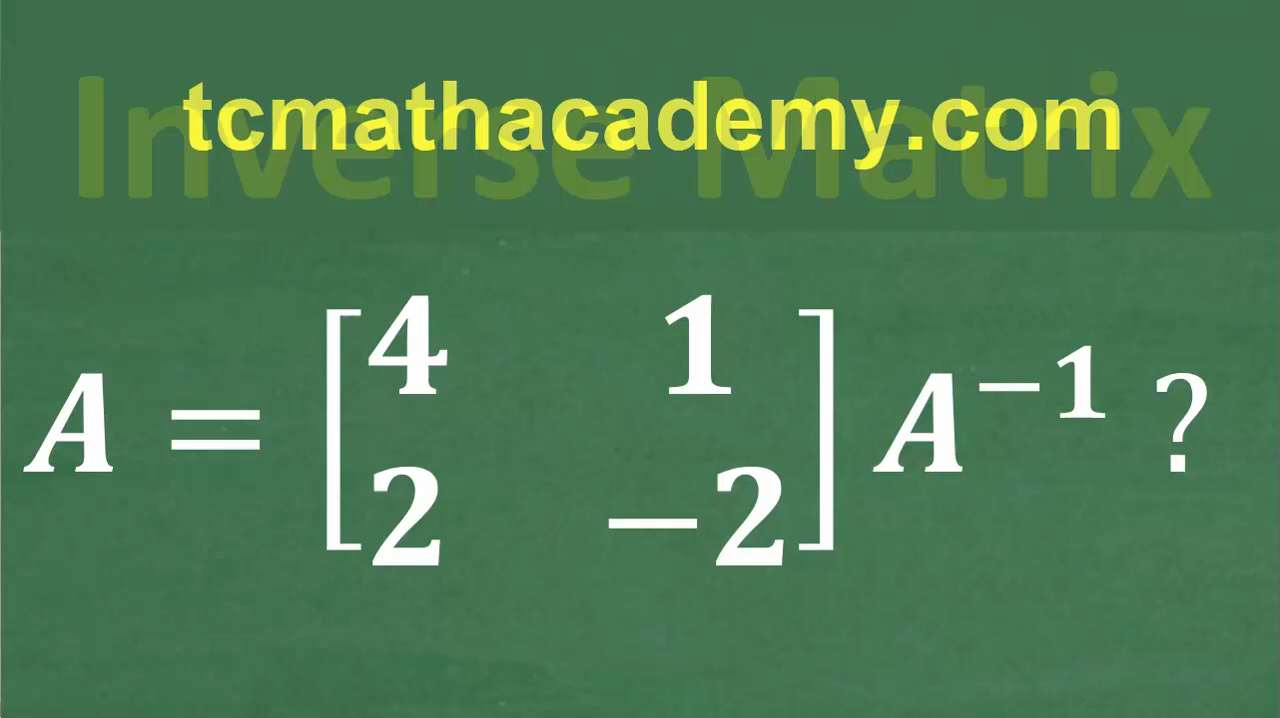 tcmathacademy.com
Inverse Matrix
4 1
A = [ ] A⁻¹ ?
2 −2